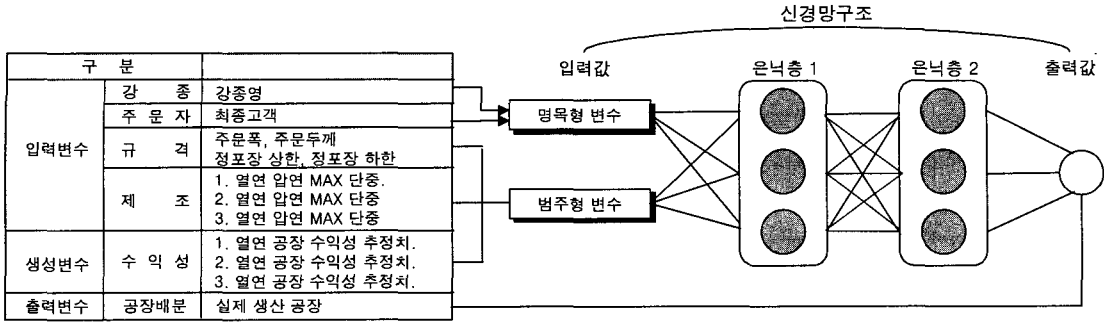 신경망구조
입력값 은닉층 1 은닉층 2 출력값
구 분
입력변수
강 종 강종영
주 문 자 최종고객
규 격 주문폭, 주문두께
정포장 상한, 정포장 하한
제 조 1. 열연 압연 MAX 단중.
2. 열연 압연 MAX 단중
3. 열연 압연 MAX 단중
생성변수 수 익 성 1. 열연 공장 수익성 추정치.
2. 열연 공장 수익성 추정치.
3. 열연 공장 수익성 추정치.
출력변수 공장배분 실제 생산 공장
명목형 변수
범주형 변수